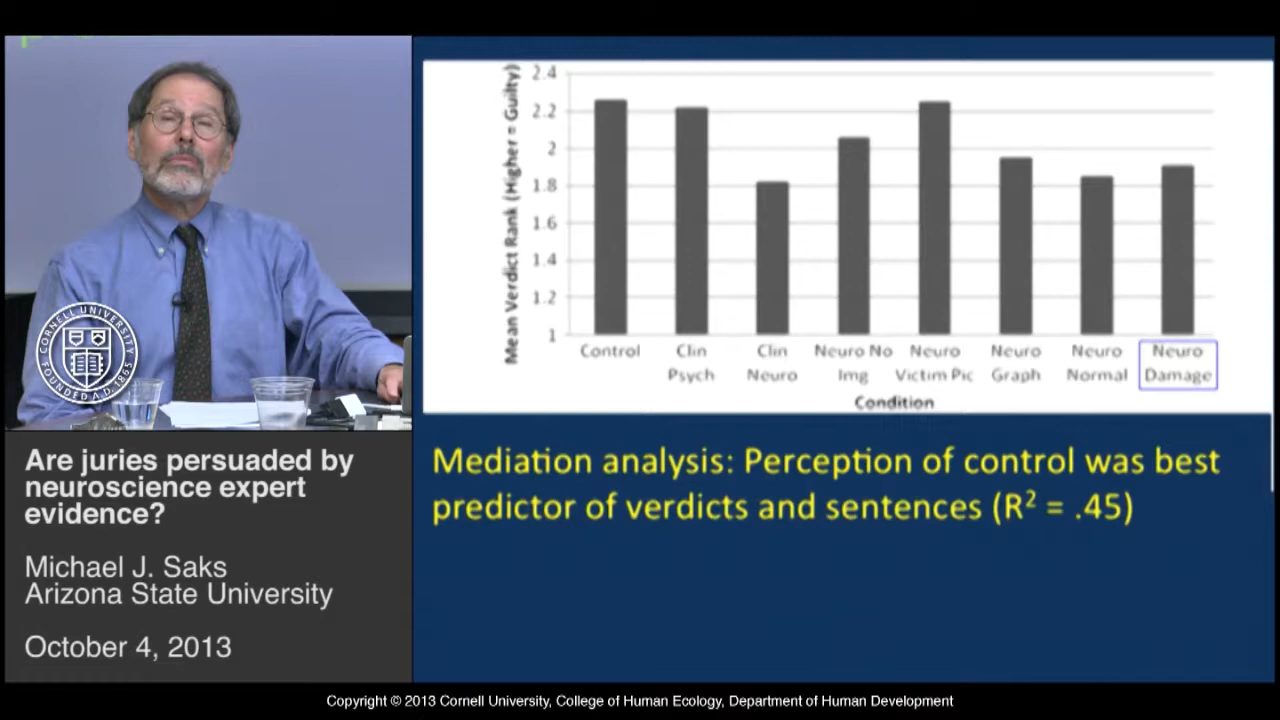 2.4
2.2
2
1.8
1.6
1.4
1.2
1
Mean Verdict Rank (Higher = Guilty)
Control
Clin Psych
Clin Neuro
Neuro No Img
Neuro Victim Pic
Neuro Graph
Neuro Normal
Neuro Damage
Condition
Mediation analysis: Perception of control was best
predictor of verdicts and sentences (R² = .45)
CORNELL UNIVERSITY
FOUNDED A.D. 1865
Are juries persuaded by
neuroscience expert
evidence?
Michael J. Saks
Arizona State University
October 4, 2013
Copyright © 2013 Cornell University, College of Human Ecology, Department of Human Development